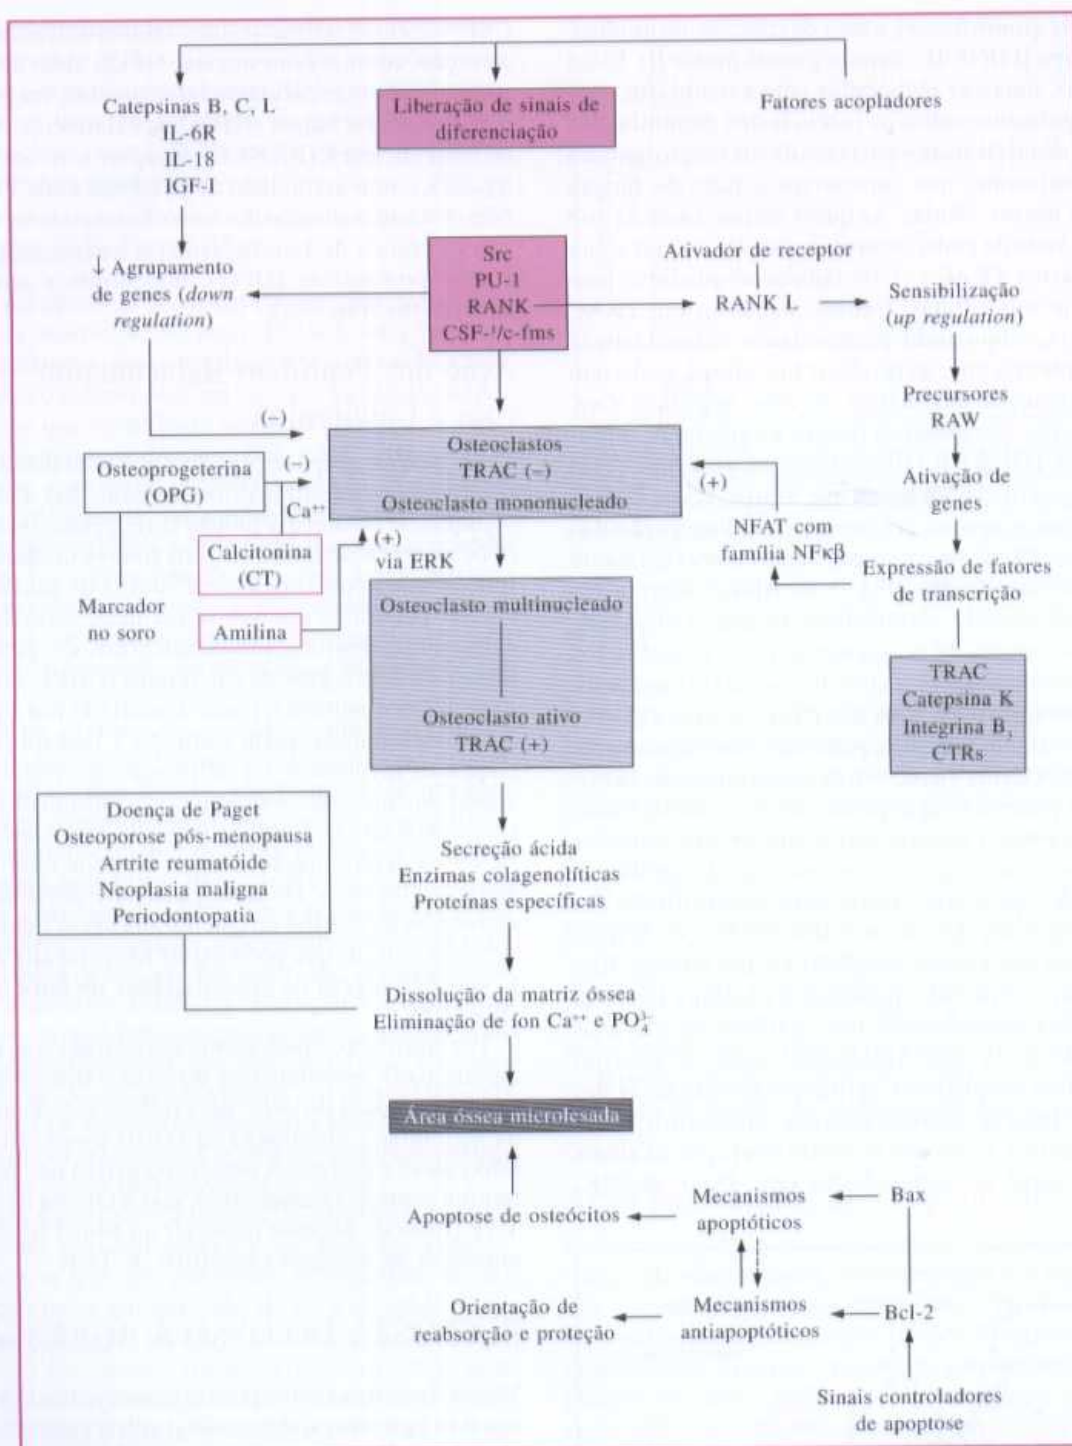 Catepsinas B, C, L
IL-6R
IL-18
IGF-1
Liberação de sinais de
diferenciação
Fatores acopladores
↓ Agrupamento
de genes (down
regulation)
Src
PU-1
RANK
CSF-¹/c-fms
Ativador de receptor
RANK L
Sensibilização
(up regulation)
Precursores
RAW
Ativação de
genes
Expressão de fatores
de transcrição
(–)
Osteoprogeterina
(OPG)
(–)
Ca⁺⁺
Osteoclastos
TRAC (–)
Osteoclasto mononucleado
(+)
NFAT com
família NFκβ
Calcitonina
(CT)
(+)
via ERK
Marcador
no soro
Amilina
Osteoclasto multinucleado
Osteoclasto ativo
TRAC (+)
TRAC
Catepsina K
Integrina B₃
CTRs
Doença de Paget
Osteoporose pós-menopausa
Artrite reumatóide
Neoplasia maligna
Periodontopatia
Secreção ácida
Enzimas colagenolíticas
Proteínas específicas
Dissolução da matriz óssea
Eliminação de íon Ca⁺⁺ e PO₄³⁻
Área óssea microlesada
Apoptose de osteócitos
Mecanismos
apoptóticos
Bax
Orientação de
reabsorção e proteção
Mecanismos
antiapoptóticos
Bcl-2
Sinais controladores
de apoptose